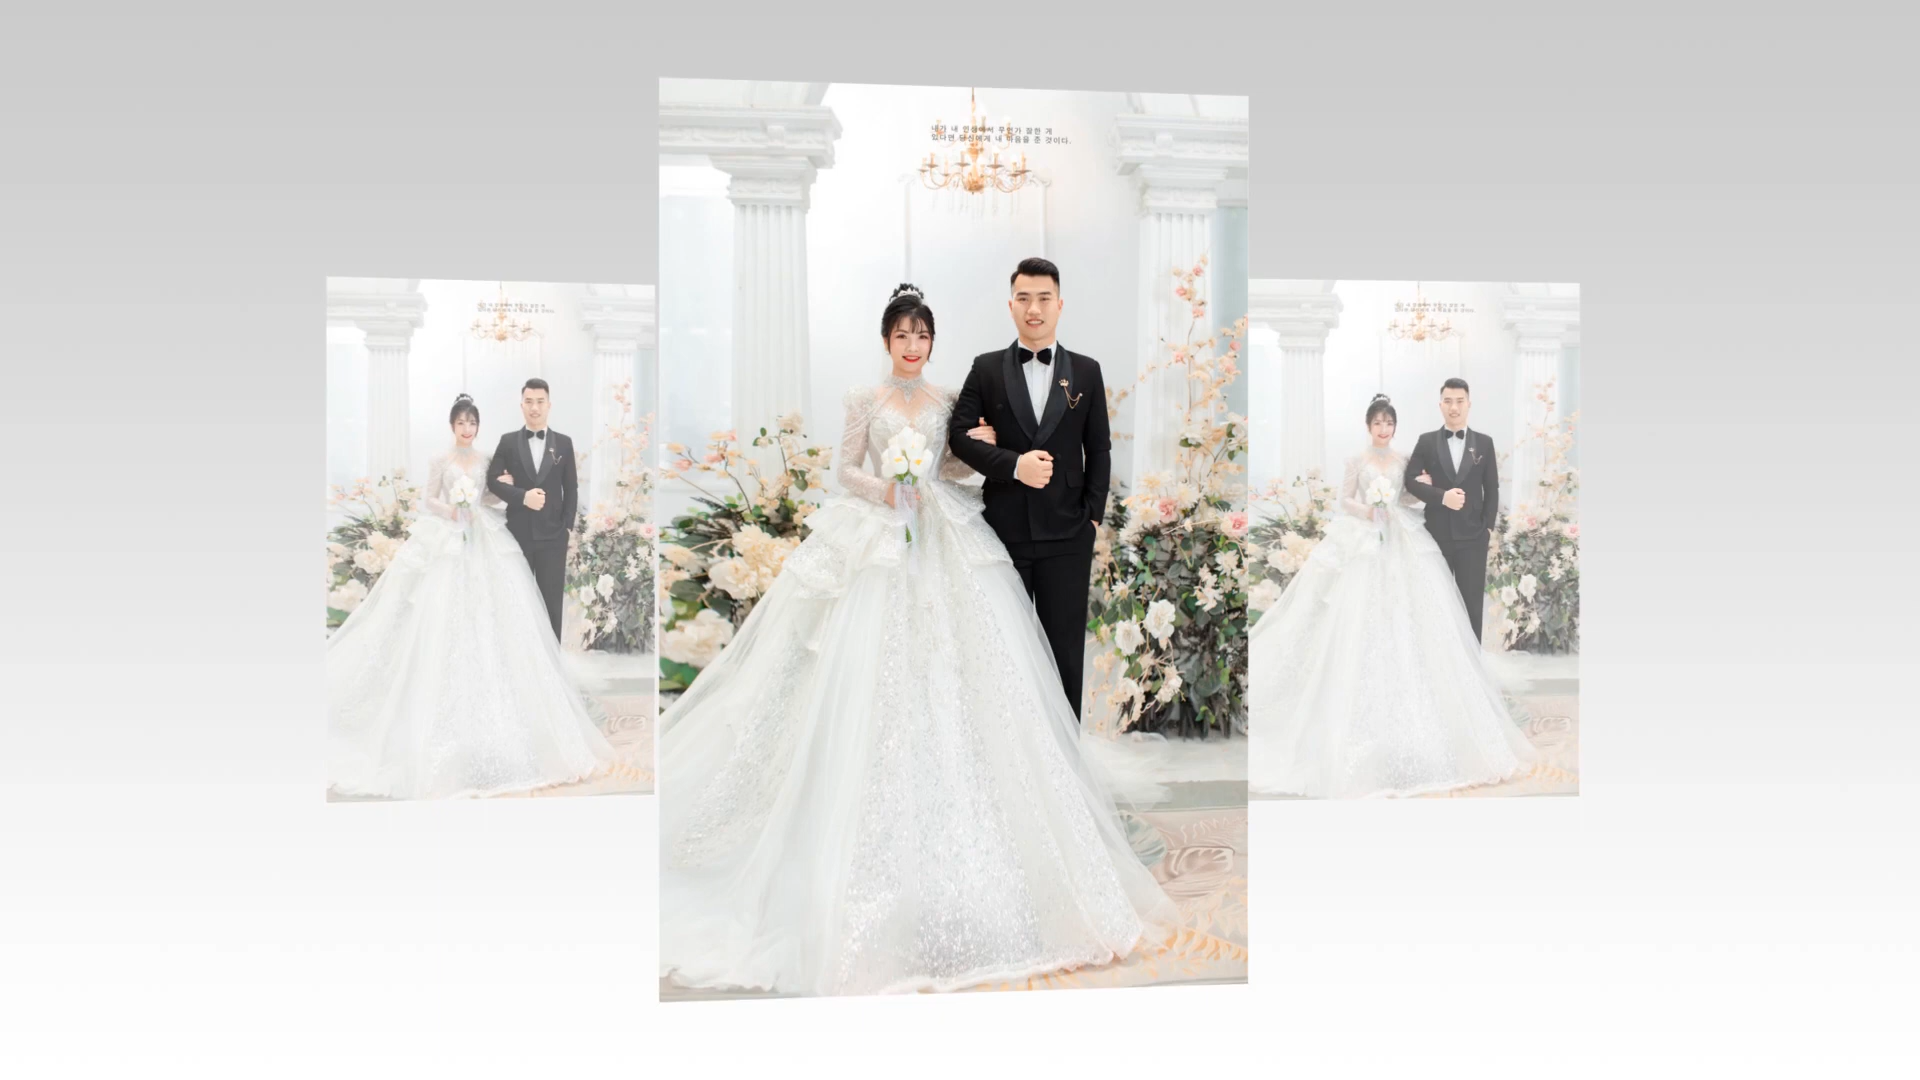 내가 내 인생에서 무언가 잘한 게
있다면 당신에게 내 마음을 준 것이다.